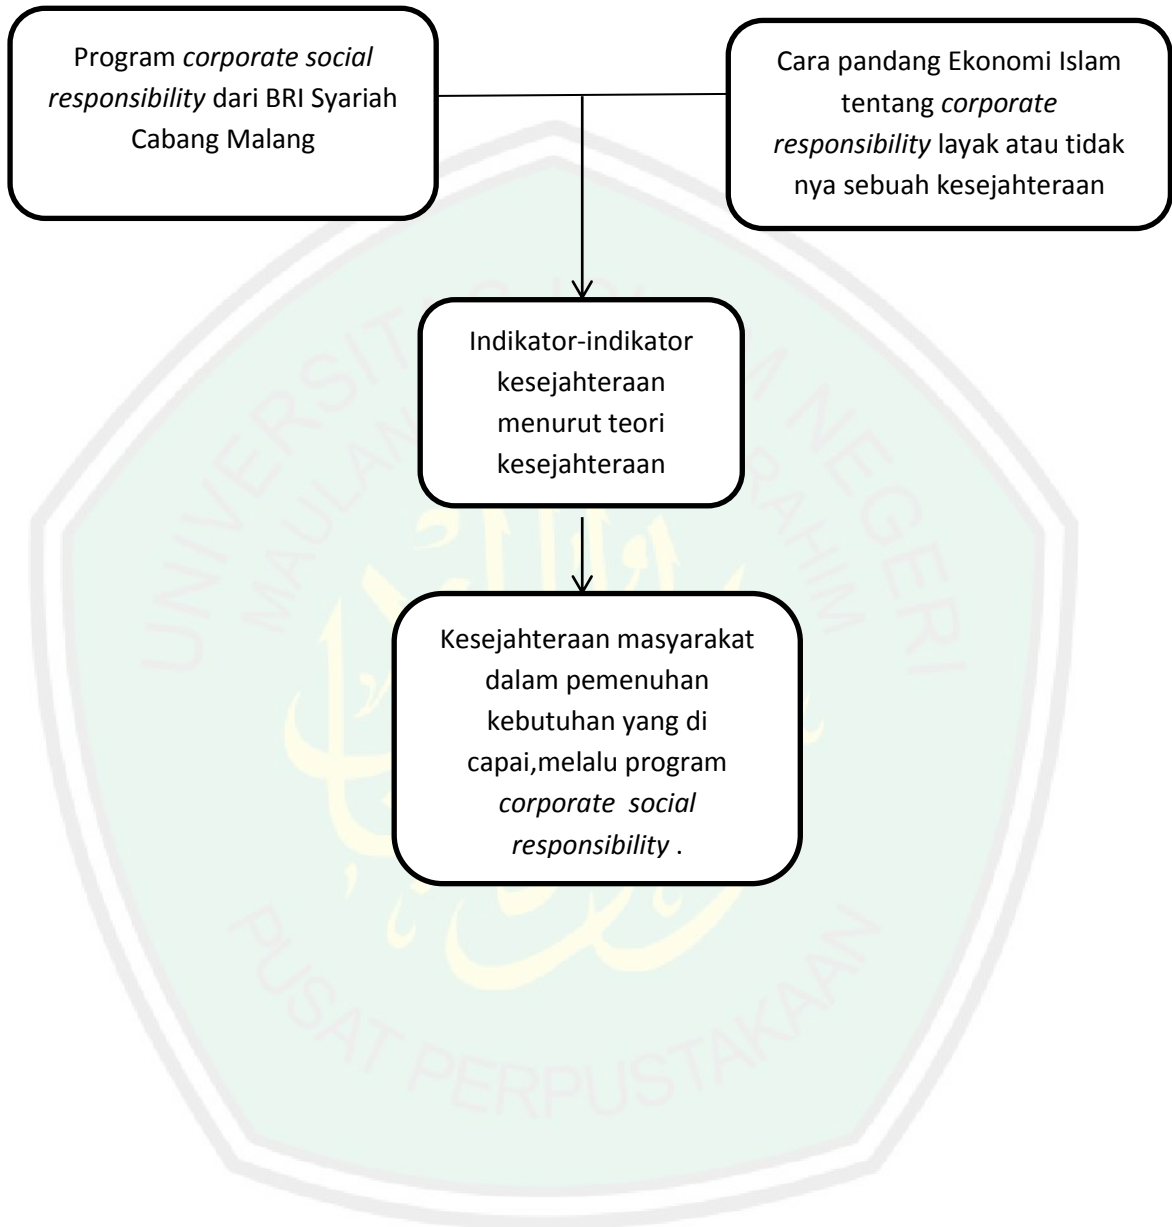 Program corporate social
responsibility dari BRI Syariah
Cabang Malang
Cara pandang Ekonomi Islam
tentang corporate
responsibility layak atau tidak
nya sebuah kesejahteraan
Indikator-indikator
kesejahteraan
menurut teori
kesejahteraan
Kesejahteraan masyarakat
dalam pemenuhan
kebutuhan yang di
capai,melalu program
corporate  social
responsibility .
PUSAT PERPUSTAKAAN